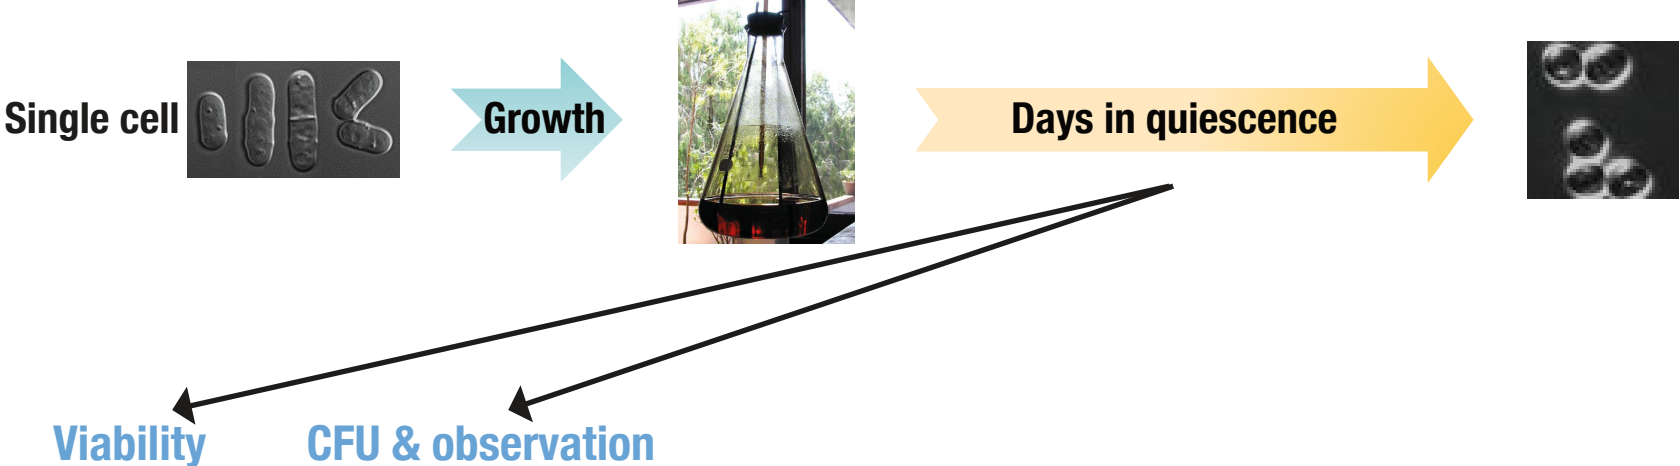 Single cell
Growth
Days in quiescence
Viability
CFU & observation